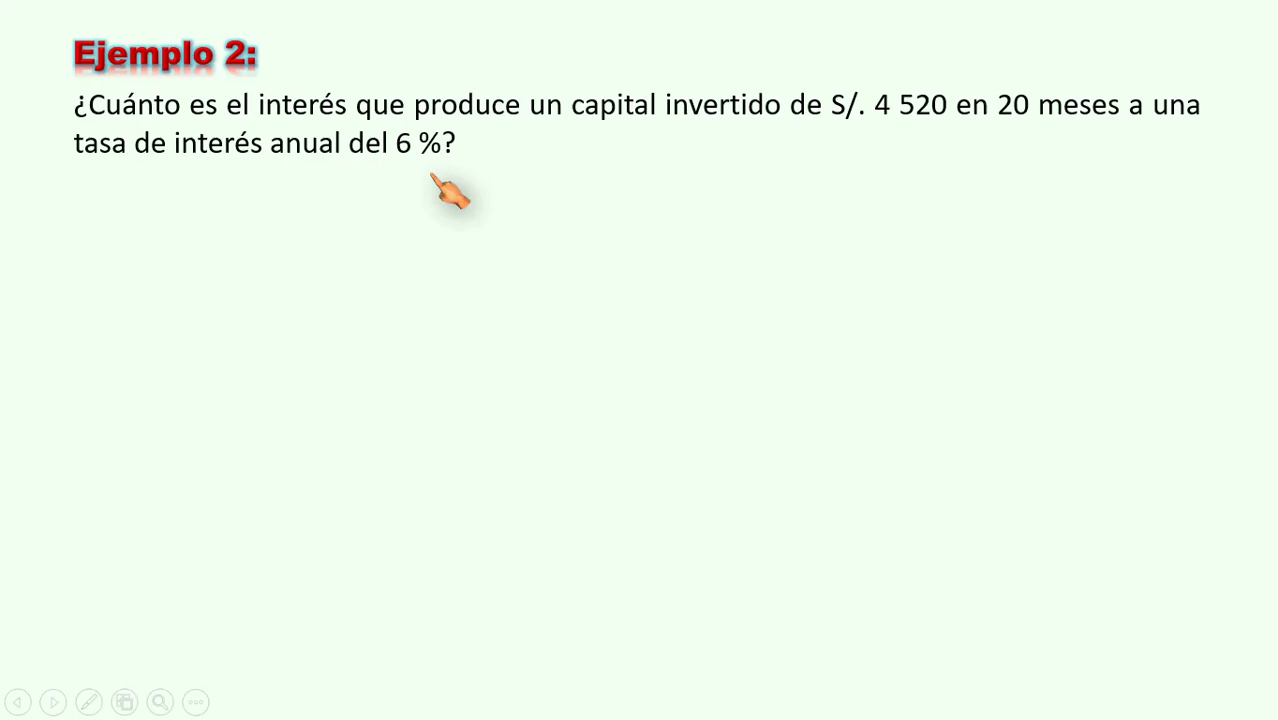 Ejemplo 2:
¿Cuánto es el interés que produce un capital invertido de S/. 4 520 en 20 meses a una
tasa de interés anual del 6 %?